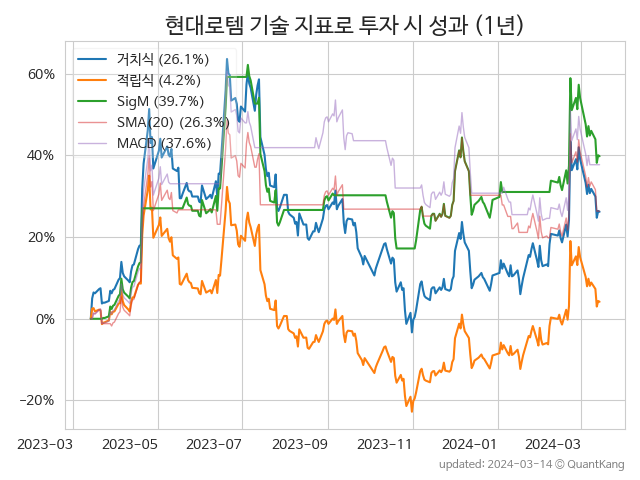 현대로템 기술 지표로 투자 시 성과 (1년)
거치식 (26.1%)
적립식 (4.2%)
SigM (39.7%)
SMA(20) (26.3%)
MACD (37.6%)
60%
40%
20%
0%
−20%
2023-03 2023-05 2023-07 2023-09 2023-11 2024-01 2024-03
updated: 2024-03-14 © QuantKang